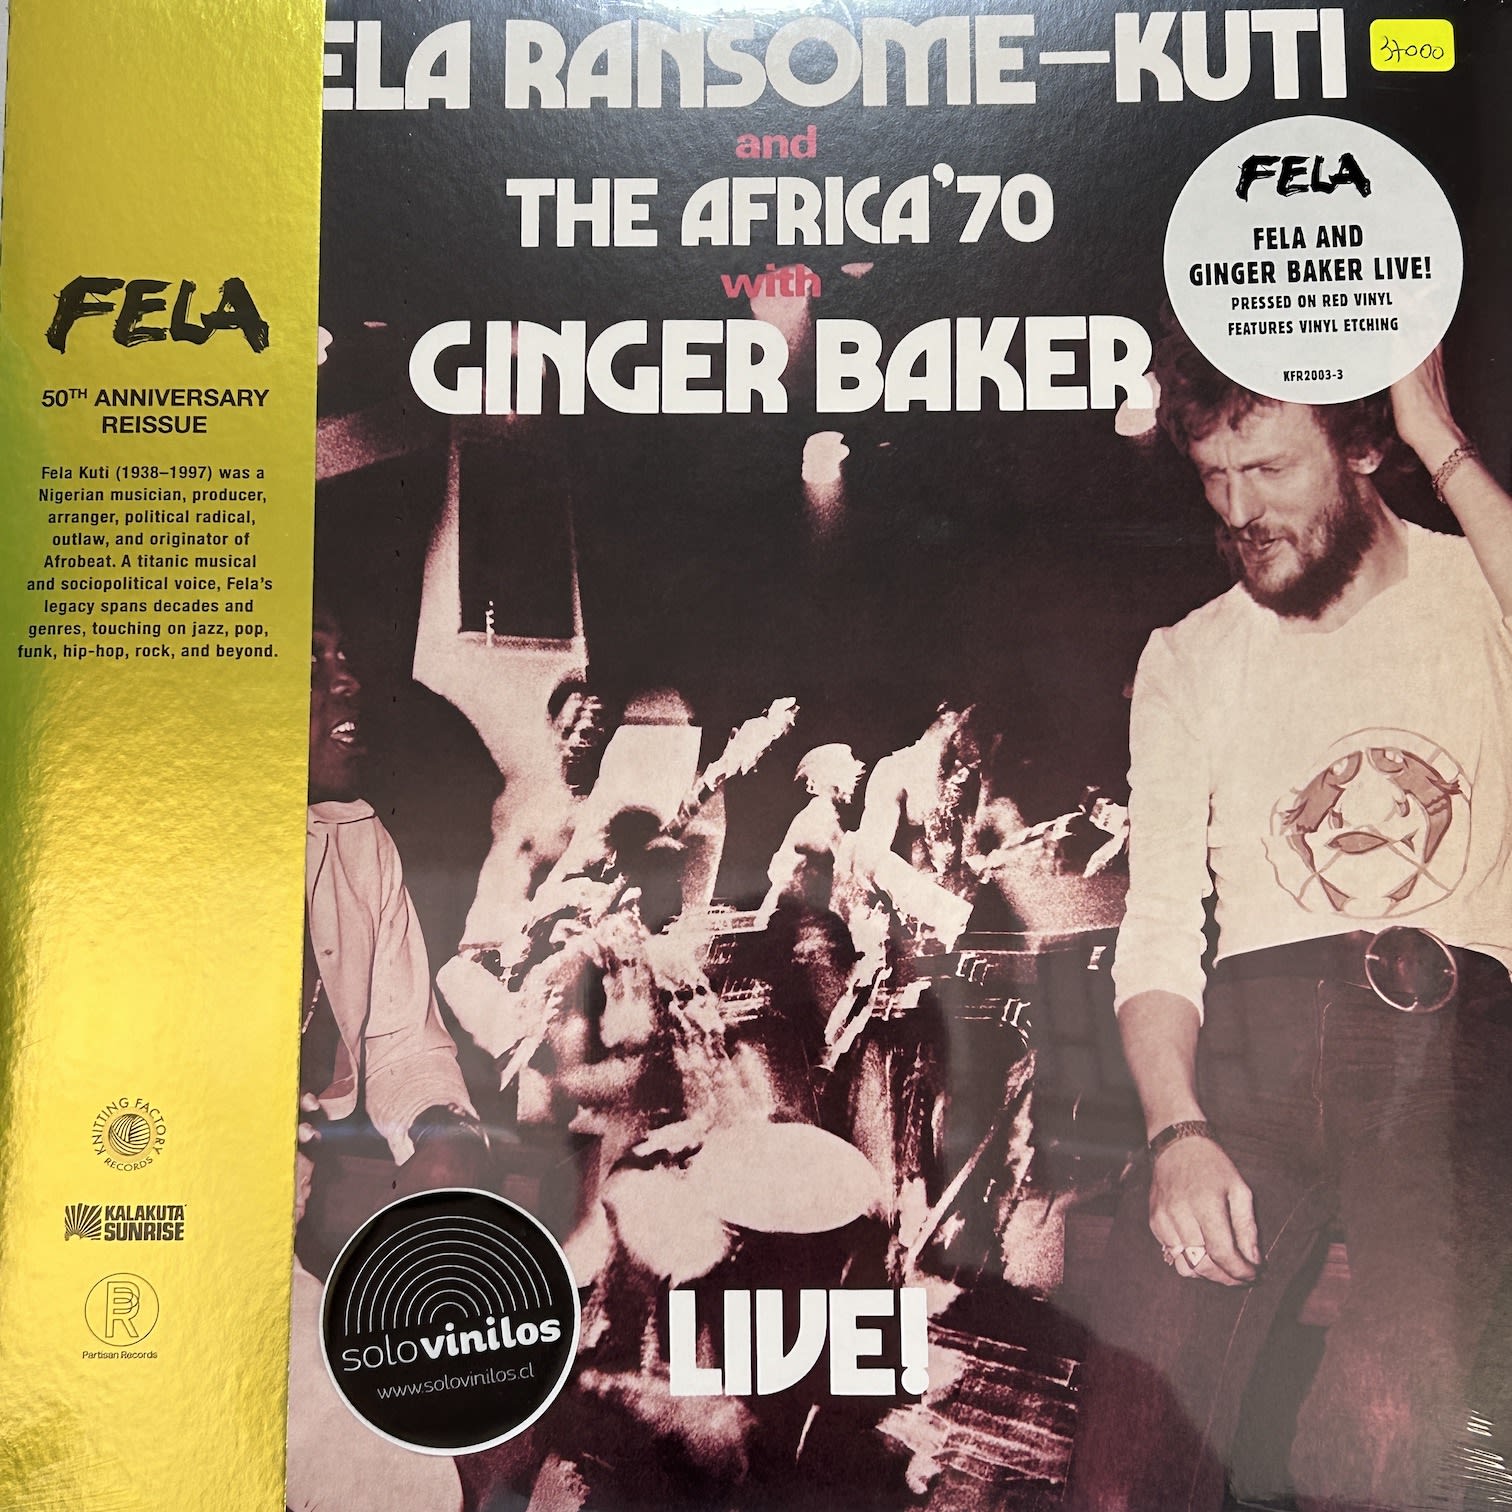 ELA RANSOME-KUTI
and
THE AFRICA'70
with
GINGER BAKER
LIVE!
37000
FELA
FELA AND
GINGER BAKER LIVE!
PRESSED ON RED VINYL
FEATURES VINYL ETCHING
KFR2003-3
FELA
50TH ANNIVERSARY
REISSUE
Fela Kuti (1938–1997) was a
Nigerian musician, producer,
arranger, political radical,
outlaw, and originator of
Afrobeat. A titanic musical
and sociopolitical voice, Fela's
legacy spans decades and
genres, touching on jazz, pop,
funk, hip-hop, rock, and beyond.
KNITTING FACTORY
RECORDS
KALAKUTA
SUNRISE
PR
Partisan Records
solovinilos
www.solovinilos.cl